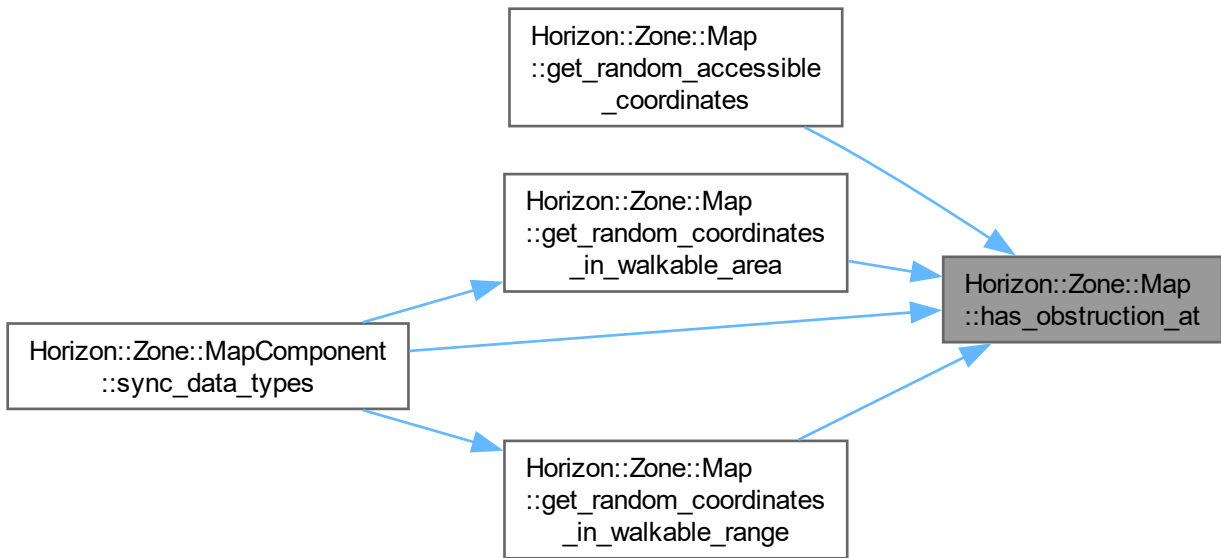 Horizon::Zone::Map
::get_random_accessible
_coordinates
Horizon::Zone::Map
::get_random_coordinates
_in_walkable_area
Horizon::Zone::Map
::has_obstruction_at
Horizon::Zone::MapComponent
::sync_data_types
Horizon::Zone::Map
::get_random_coordinates
_in_walkable_range